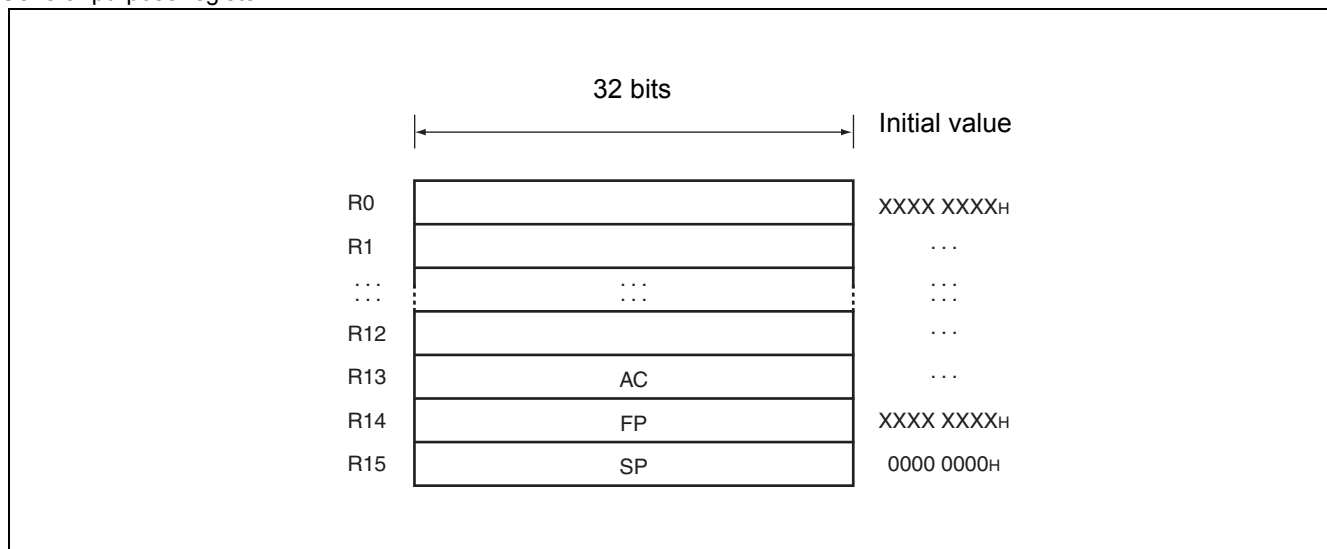 32 bits
Initial value
R0 XXXX XXXXH
R1 ...
... ... ...
... ... ...
R12 ...
R13 AC ...
R14 FP XXXX XXXXH
R15 SP 0000 0000H